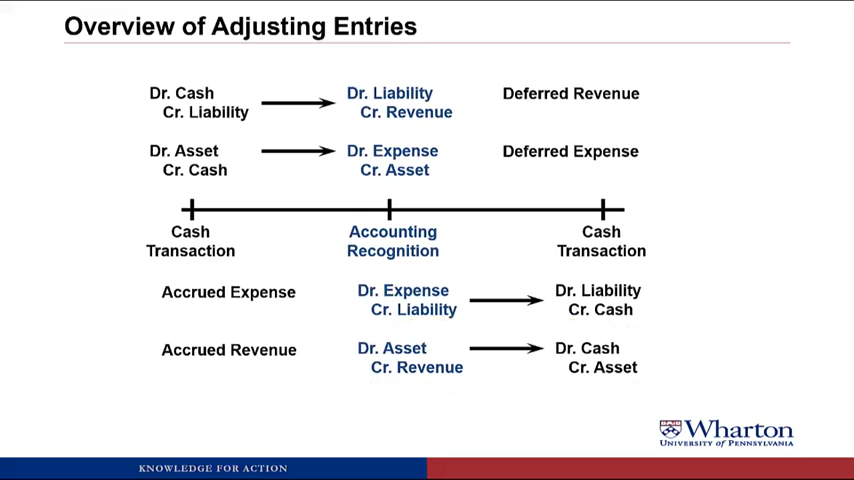 Overview of Adjusting Entries
Dr. Cash
Cr. Liability
Dr. Liability
Cr. Revenue
Deferred Revenue
Dr. Asset
Cr. Cash
Dr. Expense
Cr. Asset
Deferred Expense
Cash
Transaction
Accounting
Recognition
Cash
Transaction
Accrued Expense
Dr. Expense
Cr. Liability
Dr. Liability
Cr. Cash
Accrued Revenue
Dr. Asset
Cr. Revenue
Dr. Cash
Cr. Asset
Wharton
UNIVERSITY of PENNSYLVANIA
KNOWLEDGE FOR ACTION